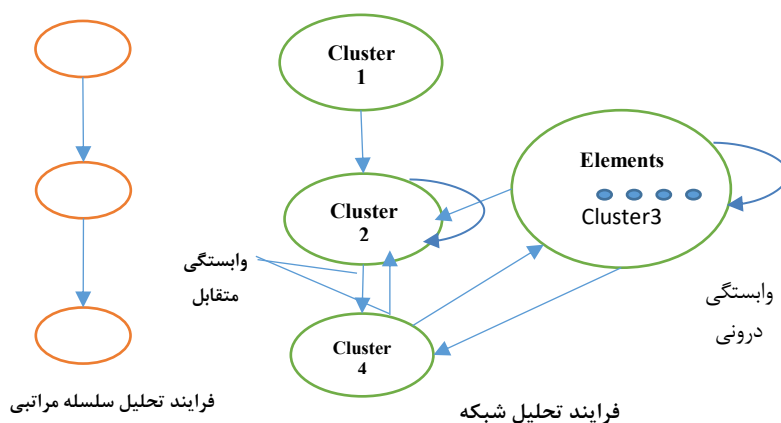 Cluster
1
Elements
Cluster3
Cluster
2
وابستگی
متقابل
وابستگی
درونی
Cluster
4
فرایند تحلیل شبکه
فرایند تحلیل سلسله مراتبی